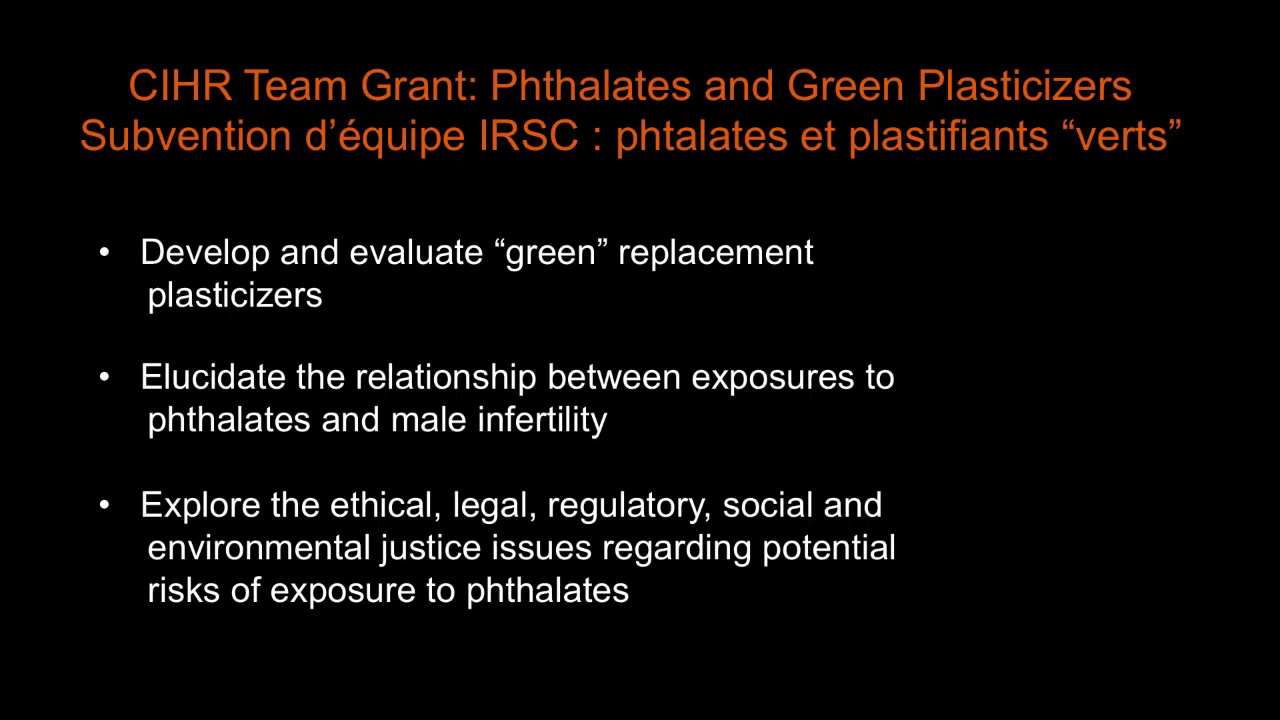 CIHR Team Grant: Phthalates and Green Plasticizers
Subvention d’équipe IRSC : phtalates et plastifiants “verts”
• Develop and evaluate “green” replacement
plasticizers
• Elucidate the relationship between exposures to
phthalates and male infertility
• Explore the ethical, legal, regulatory, social and
environmental justice issues regarding potential
risks of exposure to phthalates